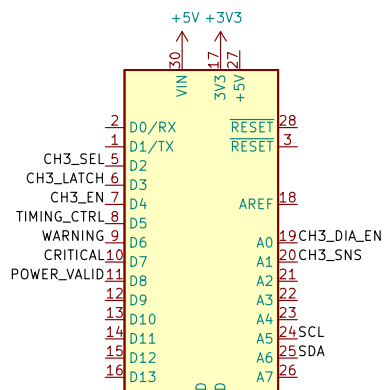 +5V +3V3
30 17 27
VIN 3V3 +5V
2 D0/RX RESET 28
1 D1/TX RESET 3
CH3_SEL 5 D2
CH3_LATCH 6 D3
CH3_EN 7 D4 AREF 18
TIMING_CTRL 8 D5
WARNING 9 D6 A0 19 CH3_DIA_EN
CRITICAL 10 D7 A1 20 CH3_SNS
POWER_VALID 11 D8 A2 21
12 D9 A3 22
13 D10 A4 23
14 D11 A5 24 SCL
15 D12 A6 25 SDA
16 D13 A7 26
D D